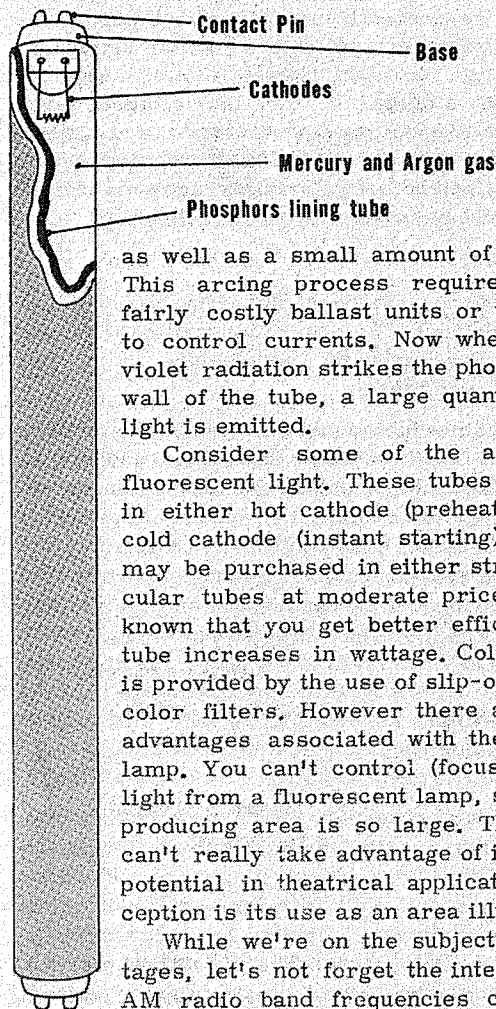 Contact Pin
Base
Cathodes
Mercury and Argon gas
Phosphors lining tube
as well as a small amount of
This arcing process require
fairly costly ballast units or
to control currents. Now whe
violet radiation strikes the pho
wall of the tube, a large quan
light is emitted.
Consider some of the a
fluorescent light. These tubes
in either hot cathode (preheat
cold cathode (instant starting)
may be purchased in either str
cular tubes at moderate price
known that you get better effic
tube increases in wattage. Col
is provided by the use of slip-o
color filters. However there a
advantages associated with the
lamp. You can't control (focus
light from a fluorescent lamp, s
producing area is so large. T
can't really take advantage of i
potential in theatrical applicat
ception is its use as an area ill
While we're on the subject
tages, let's not forget the inte
AM radio band frequencies c